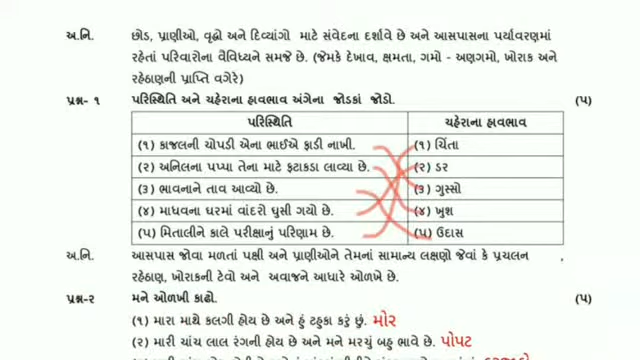 અ.નિ. છોડ, પ્રાણીઓ, વૃદ્ધો અને દિવ્યાંગો માટે સંવેદના દર્શાવે છે અને આસપાસના પર્યાવરણમાં
રહેતાં પરિવારોના વૈવિધ્યને સમજે છે. (જેમકે દેખાવ, ક્ષમતા, ગમો - અણગમો, ખોરાક અને
રહેઠાણની પ્રાપ્તિ વગેરે)
પ્રશ્ન- ૧ પરિસ્થિતિ અને ચહેરાના હાવભાવ અંગેના જોડકાં જોડો. (૫)
પરિસ્થિતિ ચહેરાના હાવભાવ
(૧) કાજલની ચોપડી એના ભાઈએ ફાડી નાખી. (૧) ચિંતા
(૨) અનિલના પપ્પા તેના માટે ફટાકડા લાવ્યા છે. (૨) ડર
(૩) ભાવનાને તાવ આવ્યો છે. (૩) ગુસ્સો
(૪) માધવના ઘરમાં વાંદરો ઘુસી ગયો છે. (૪) ખુશ
(૫) મિતાલીને કાલે પરીક્ષાનું પરિણામ છે. (૫) ઉદાસ
અ.નિ. આસપાસ જોવા મળતાં પક્ષી અને પ્રાણીઓને તેમનાં સામાન્ય લક્ષણો જેવાં કે પ્રચલન
રહેઠાણ, ખોરાકની ટેવો અને અવાજને આધારે ઓળખે છે.
પ્રશ્ન-૨ મને ઓળખી કાઢો. (૫)
(૧) મારા માથે કલગી હોય છે અને હું ટહુકા કરું છું. મોર
(૨) મારી ચાંચ લાલ રંગની હોય છે અને મને મરચું બહુ ભાવે છે. પોપટ